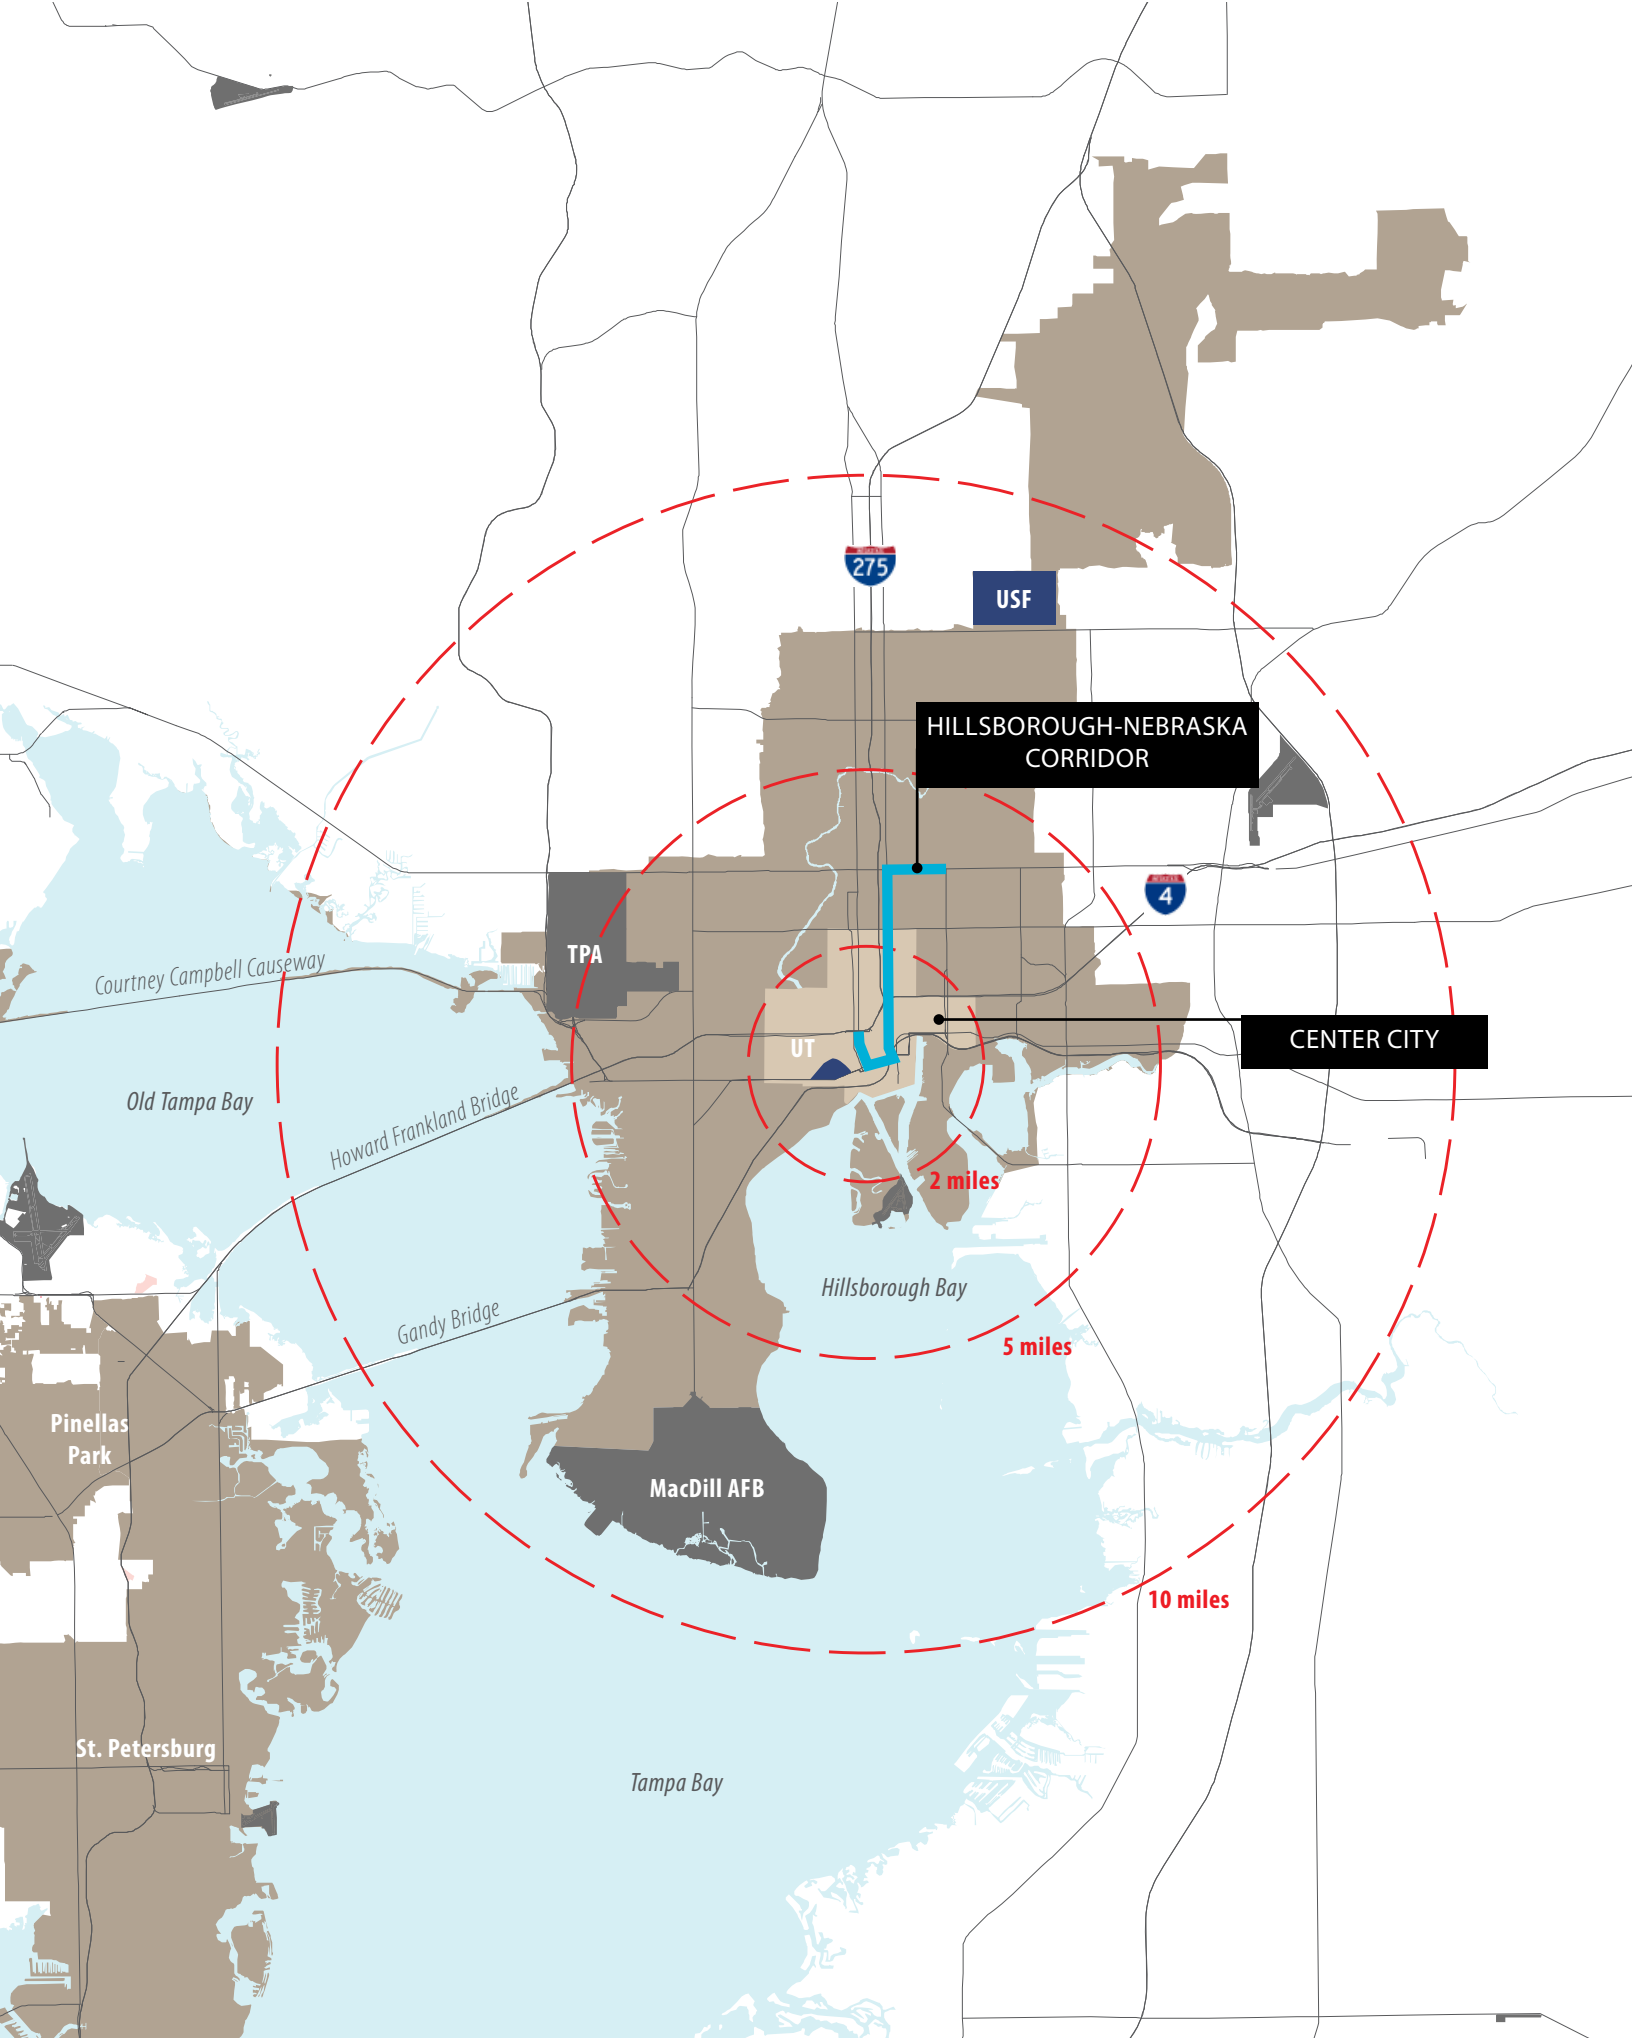 275
USF
HILLSBOROUGH-NEBRASKA
CORRIDOR
4
TPA
Courtney Campbell Causeway
CENTER CITY
UT
Old Tampa Bay
Howard Frankland Bridge
2 miles
Hillsborough Bay
Gandy Bridge
5 miles
Pinellas
Park
MacDill AFB
10 miles
St. Petersburg
Tampa Bay